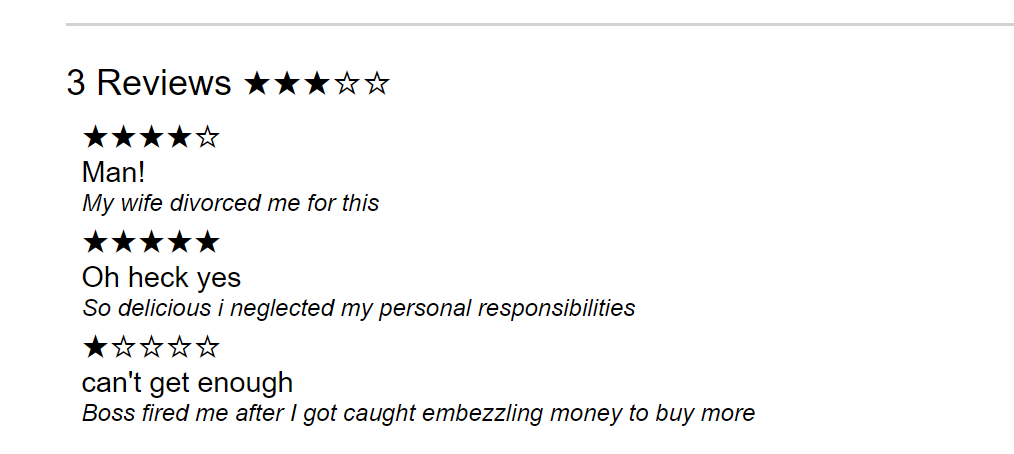 3 Reviews ★★★☆☆
★★★★☆
Man!
My wife divorced me for this
★★★★★
Oh heck yes
So delicious i neglected my personal responsibilities
★☆☆☆☆
can't get enough
Boss fired me after I got caught embezzling money to buy more